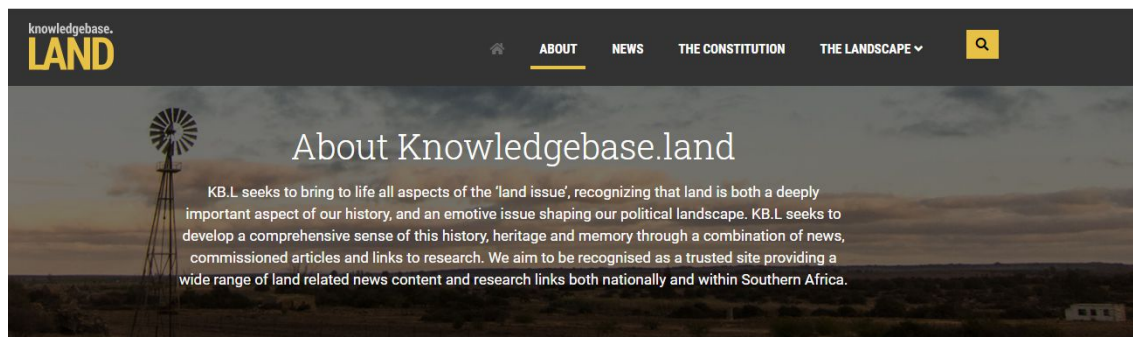 knowledgebase.
LAND
ABOUT NEWS THE CONSTITUTION THE LANDSCAPE
About Knowledgebase.land
KB.L seeks to bring to life all aspects of the ‘land issue’, recognizing that land is both a deeply
important aspect of our history, and an emotive issue shaping our political landscape. KB.L seeks to
develop a comprehensive sense of this history, heritage and memory through a combination of news,
commissioned articles and links to research. We aim to be recognised as a trusted site providing a
wide range of land related news content and research links both nationally and within Southern Africa.